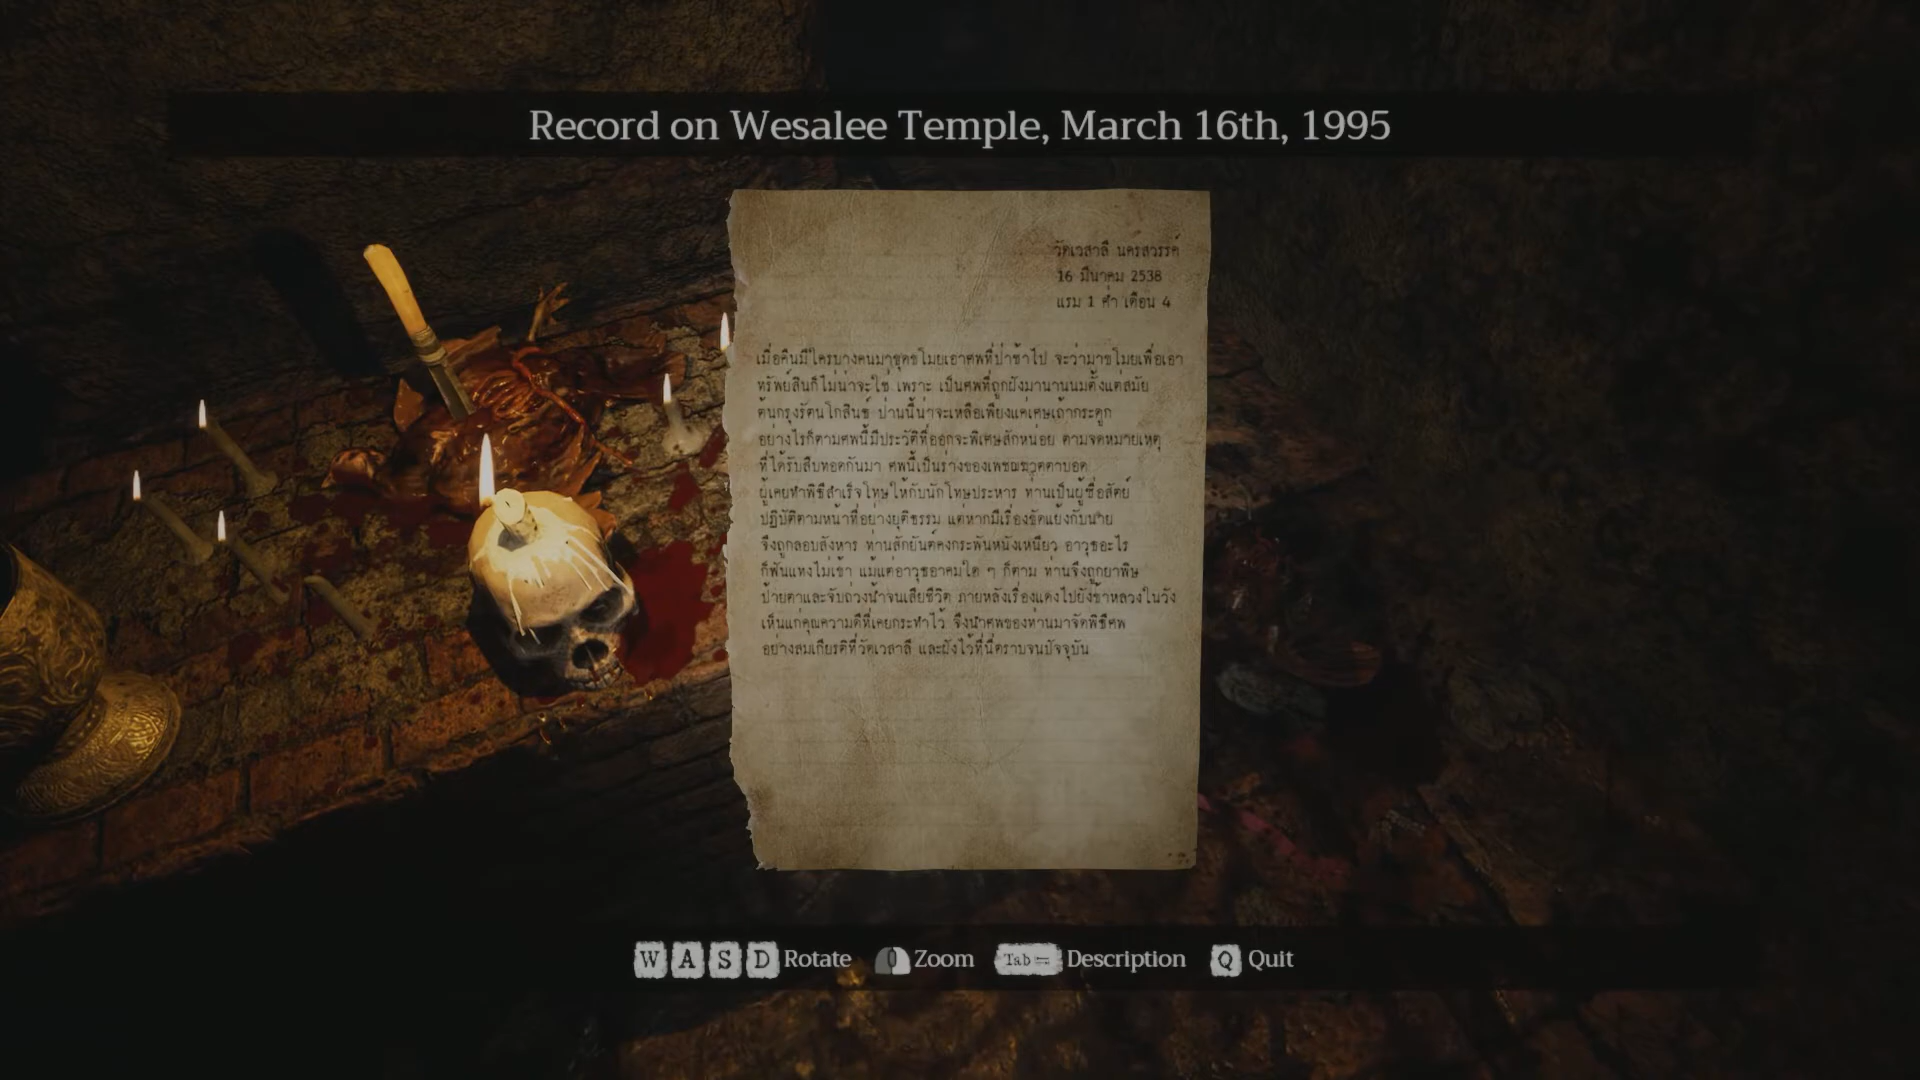 Record on Wesalee Temple, March 16th, 1995
วัดเวสาลี นครสวรรค์
16 มีนาคม 2538
แรม 1 ค่ำ เดือน 4
เมื่อคืนมีใครบางคนมาขุดขโมยเอาศพที่ป่าช้าไป จะว่ามาขโมยเพื่อเอา
ทรัพย์สินก็ไม่น่าจะใช่ เพราะ เป็นศพที่ถูกฝังมานานนมตั้งแต่สมัย
ต้นกรุงรัตนโกสินธ์ ป่านนี้น่าจะเหลือเพียงแค่เศษเถ้ากระดูก
อย่างไรก็ตามศพนี้มีประวัติที่ออกจะพิเศษสักหน่อย ตามจดหมายเหตุ
ที่ได้รับสืบทอดกันมา ศพนี้เป็นร่างของเพชฌฆาตตาบอด
ผู้เคยทำพิธีสำเร็จโทษให้กับนักโทษประหาร ท่านเป็นผู้ซื่อสัตย์
ปฏิบัติตามหน้าที่อย่างยุติธรรม แต่หากมีเรื่องขัดแย้งกับนาย
จึงถูกลอบสังหาร ท่านสักยันต์คงกระพันหนังเหนียว อาวุธอะไร
ก็ฟันแทงไม่เข้า แม้แต่อาวุธอาคมใด ๆ ก็ตาม ท่านจึงถูกยาพิษ
ป้ายตาและจับถ่วงน้ำจนเสียชีวิต ภายหลังเรื่องแดงไปยังข้าหลวงในวัง
เห็นแก่คุณความดีที่เคยกระทำไว้ จึงนำศพของท่านมาจัดพิธีศพ
อย่างสมเกียรติที่วัดเวสาลี และฝังไว้ที่นี่ตราบจนปัจจุบัน
W A S D Rotate Zoom Tab Description Q Quit